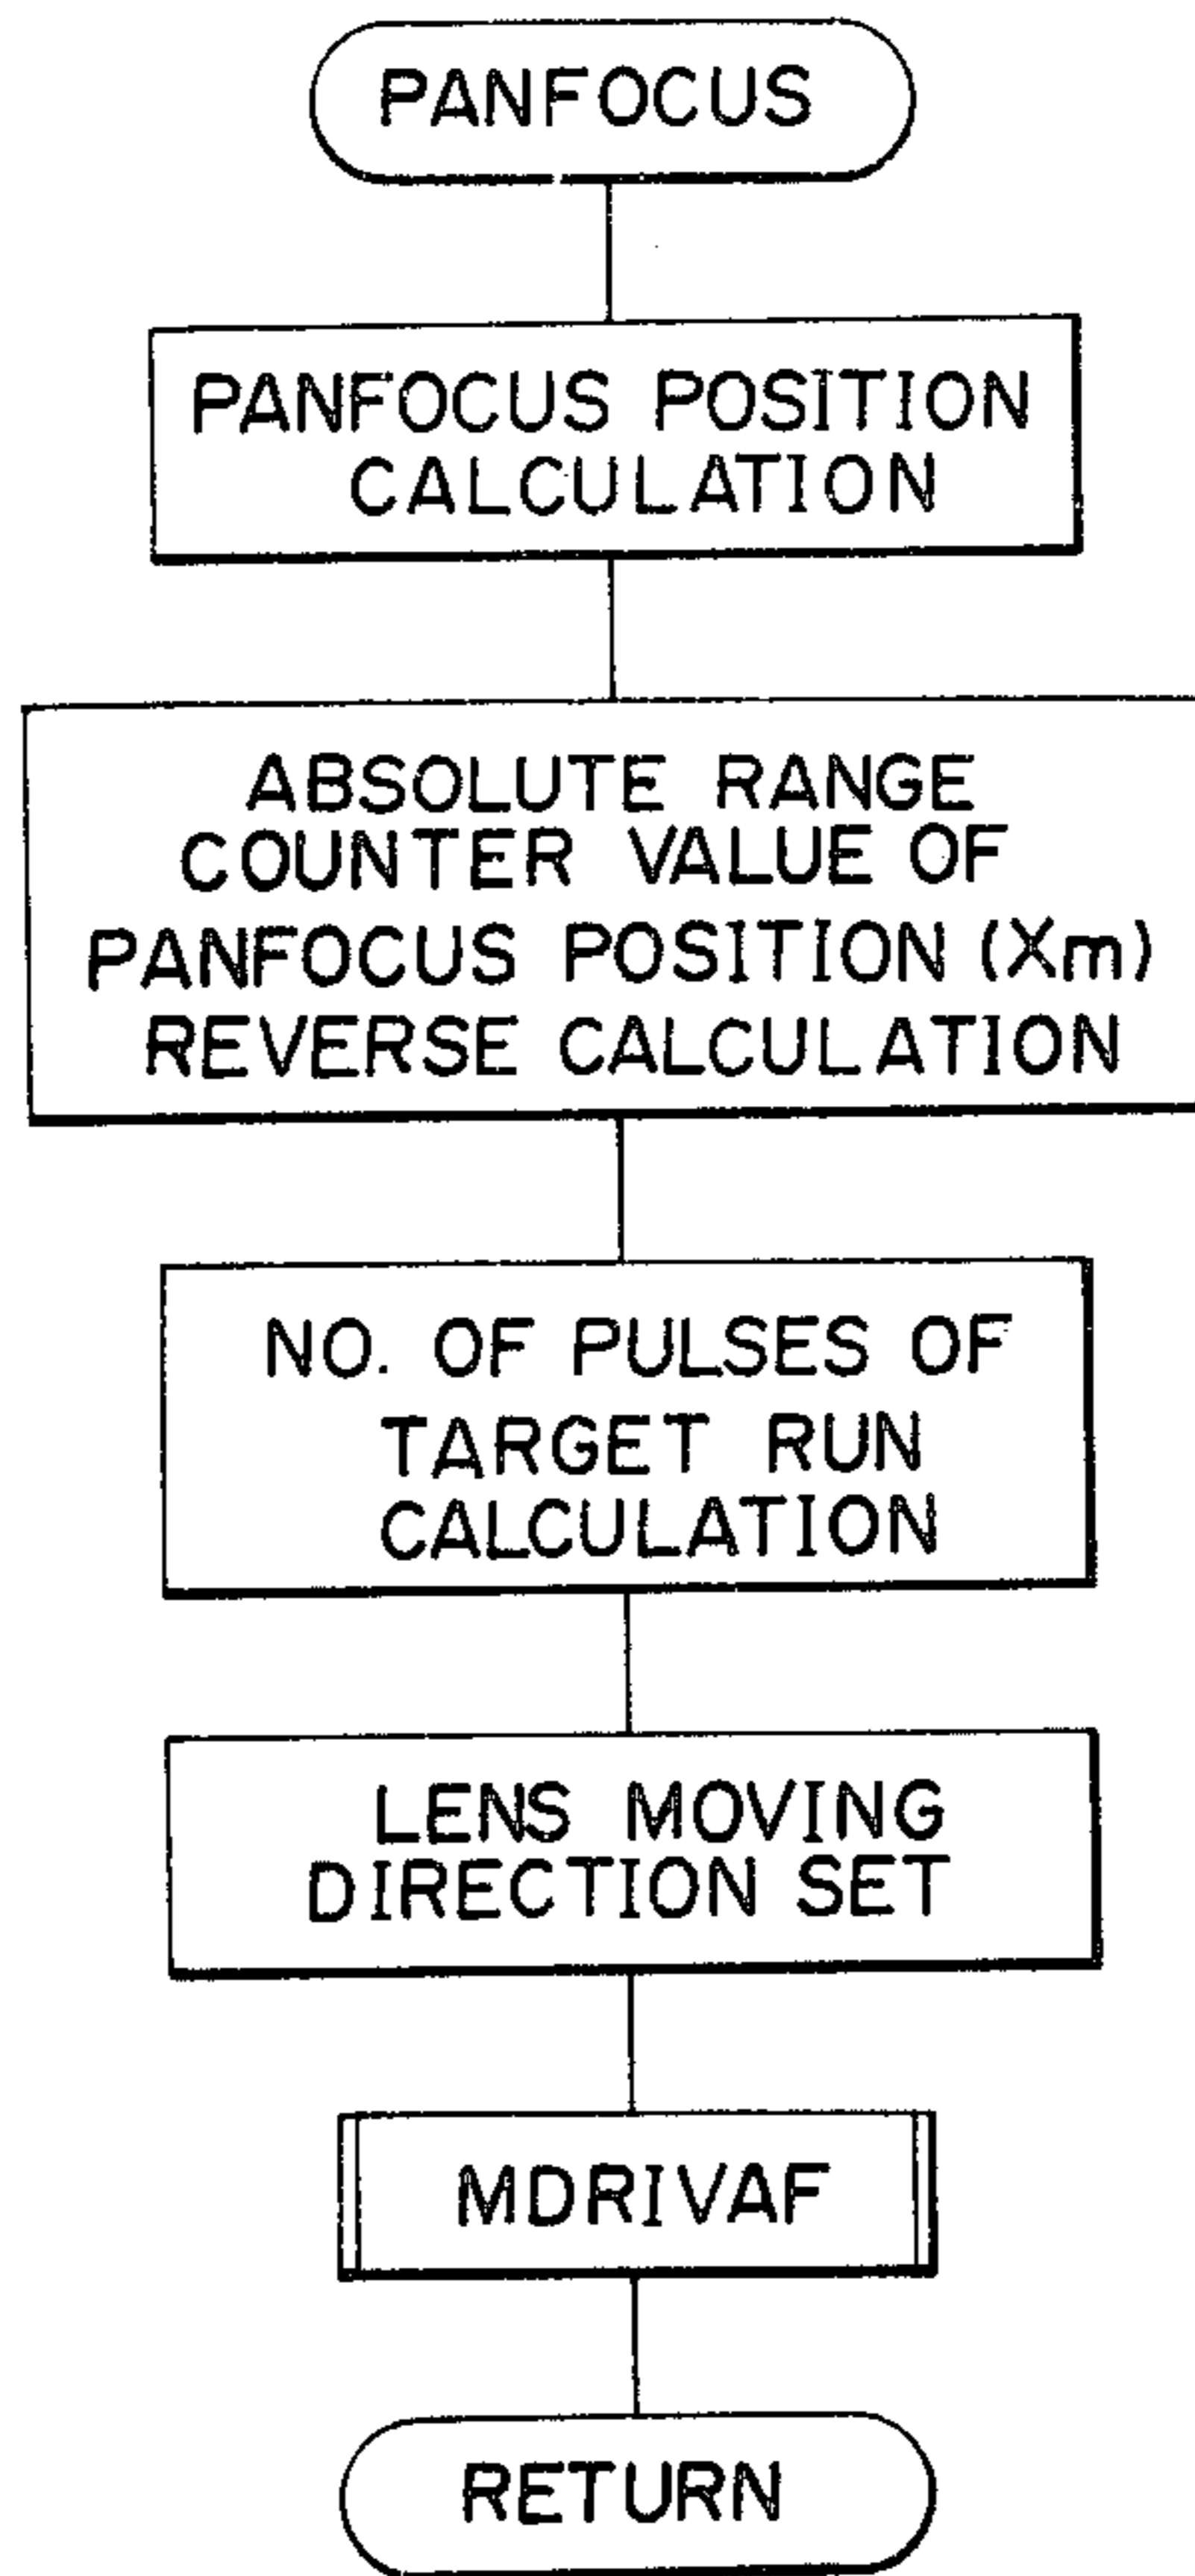 PANFOCUS
PANFOCUS POSITION
CALCULATION
ABSOLUTE RANGE
COUNTER VALUE OF
PANFOCUS POSITION (Xm)
REVERSE CALCULATION
NO. OF PULSES OF
TARGET RUN
CALCULATION
LENS MOVING
DIRECTION SET
MDRIVAF
RETURN